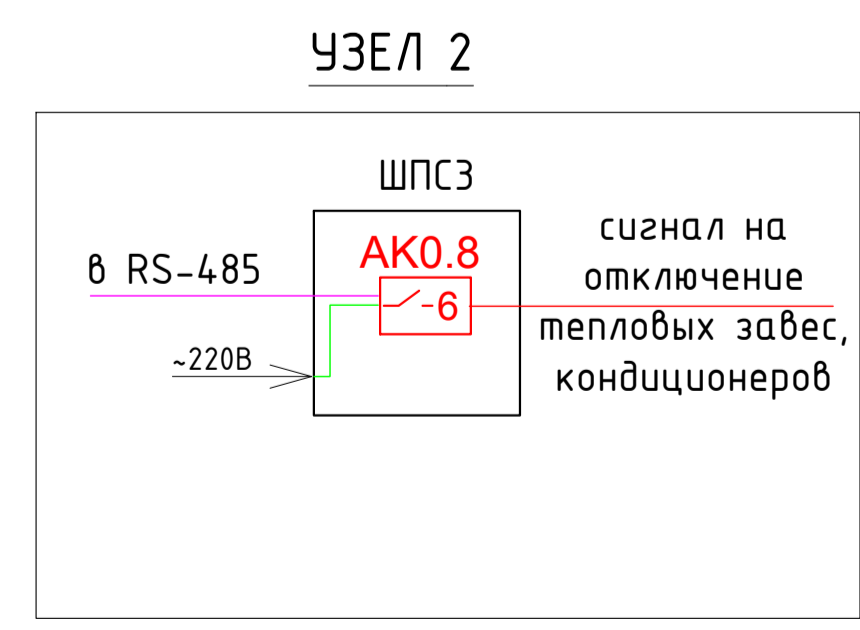 УЗЕЛ 2
ШПС3
АК0.8
в RS-485
-6
~220В
сигнал на
отключение
тепловых завес,
кондиционеров